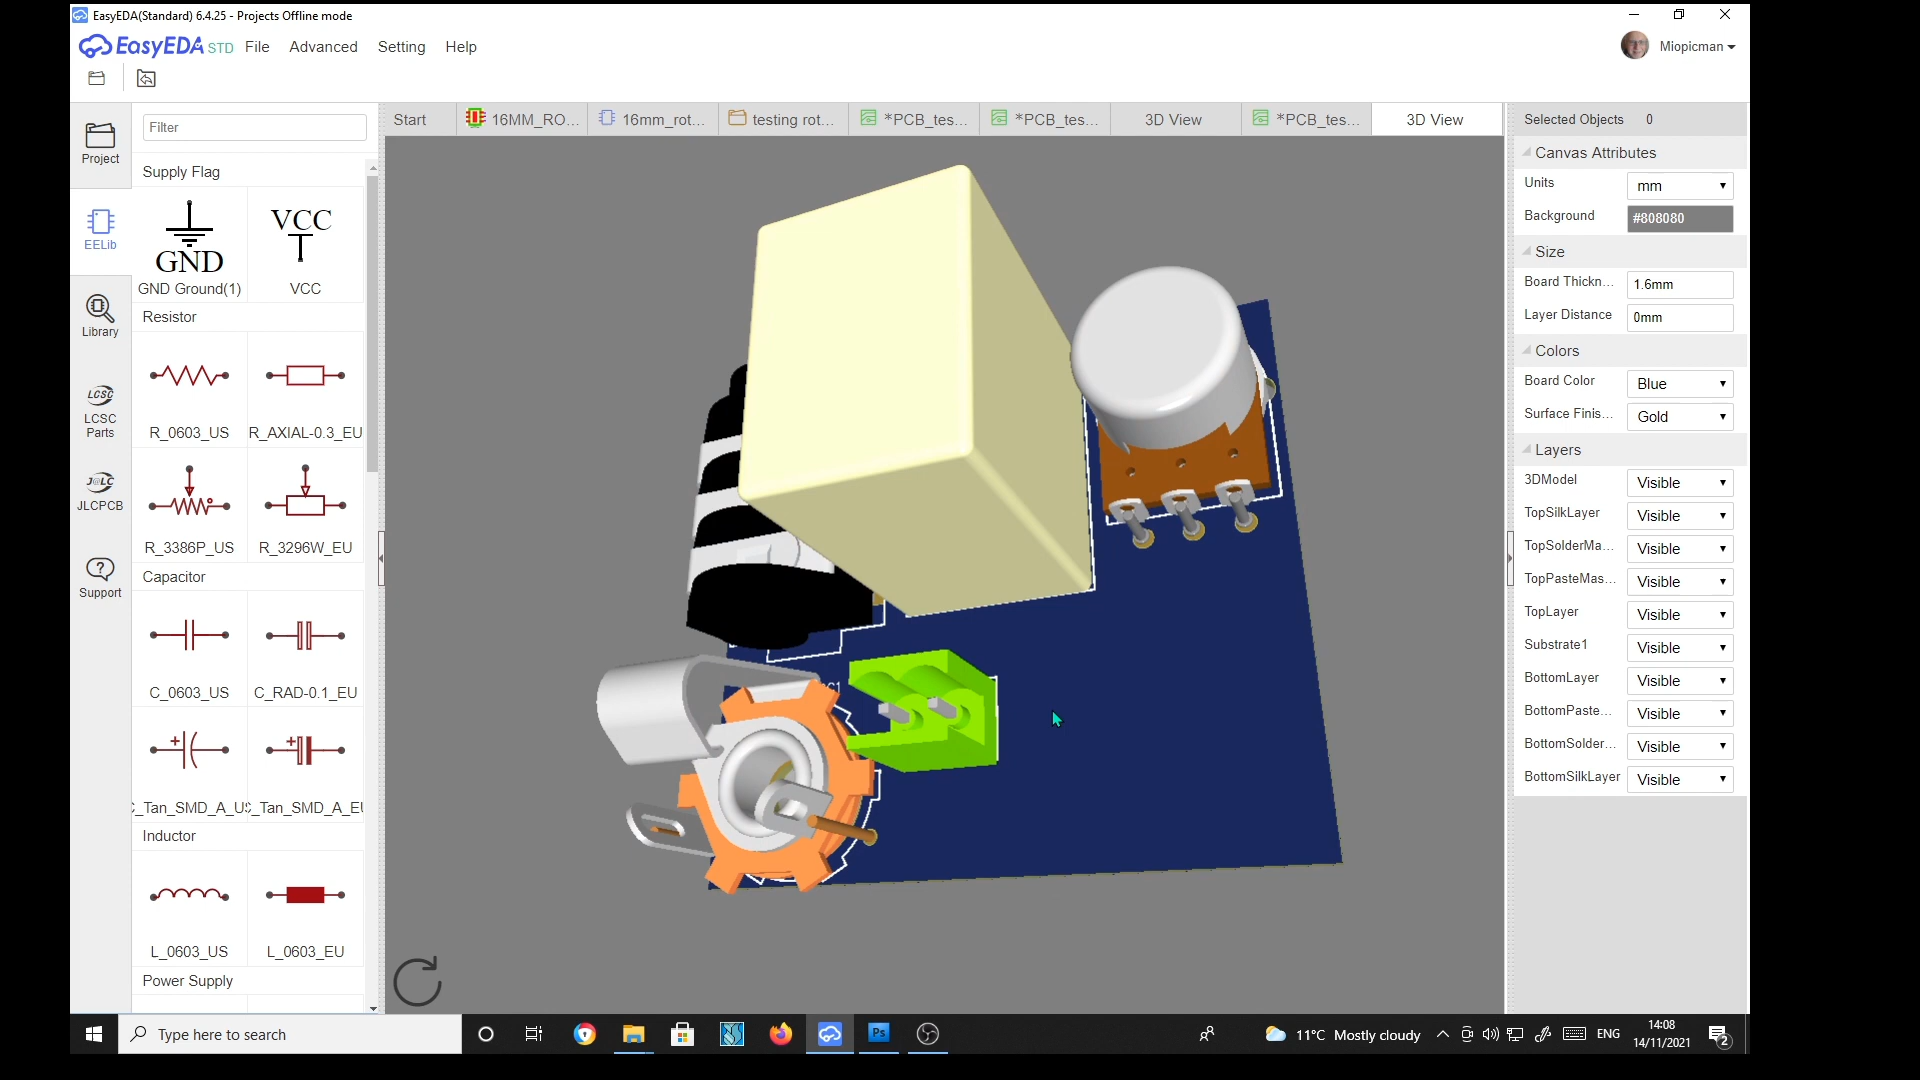 EasyEDA(Standard) 6.4.25 - Projects Offline mode
EasyEDA STD File Advanced Setting Help
Miopicman
Project
EELib
Library
LCSC
LCSC
Parts
J@LC
JLCPCB
Support
Filter
Supply Flag
GND
VCC
GND Ground(1)
VCC
Resistor
R_0603_US
R_AXIAL-0.3_EU
R_3386P_US
R_3296W_EU
Capacitor
C_0603_US
C_RAD-0.1_EU
_Tan_SMD_A_US
_Tan_SMD_A_EU
Inductor
L_0603_US
L_0603_EU
Power Supply
Start
16MM_RO...
16mm_rot...
testing rot...
*PCB_tes...
*PCB_tes...
3D View
*PCB_tes...
3D View
Selected Objects 0
Canvas Attributes
Units mm
Background #808080
Size
Board Thickn... 1.6mm
Layer Distance 0mm
Colors
Board Color Blue
Surface Finis... Gold
Layers
3DModel Visible
TopSilkLayer Visible
TopSolderMa... Visible
TopPasteMas... Visible
TopLayer Visible
Substrate1 Visible
BottomLayer Visible
BottomPaste... Visible
BottomSolder... Visible
BottomSilkLayer Visible
Type here to search
Ps
11°C Mostly cloudy
ENG
14:08
14/11/2021
2